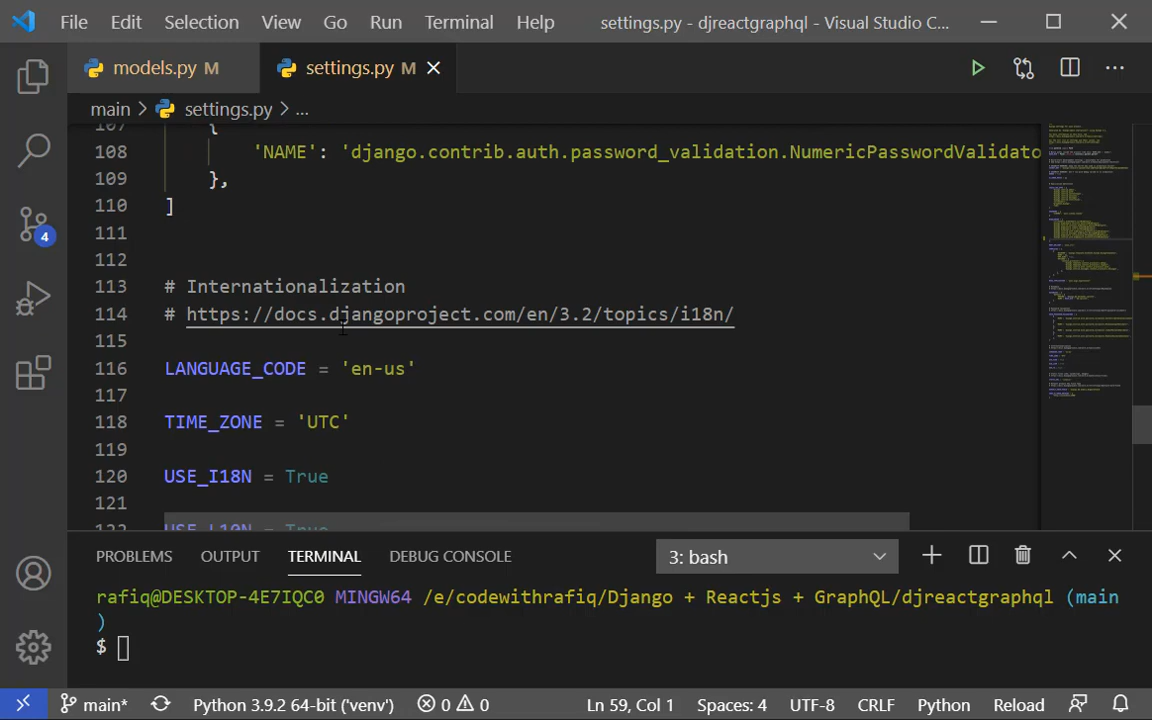 File Edit Selection View Go Run Terminal Help settings.py - djreactgraphql - Visual Studio C...
models.py M settings.py M
main > settings.py > ...
107 {
108 'NAME': 'django.contrib.auth.password_validation.NumericPasswordValidato
109 },
110 ]
111
112
113 # Internationalization
114 # https://docs.djangoproject.com/en/3.2/topics/i18n/
115
116 LANGUAGE_CODE = 'en-us'
117
118 TIME_ZONE = 'UTC'
119
120 USE_I18N = True
121
122 USE_L10N = True
4
PROBLEMS OUTPUT TERMINAL DEBUG CONSOLE 3: bash
rafiq@DESKTOP-4E7IQC0 MINGW64 /e/codewithrafiq/Django + Reactjs + GraphQL/djreactgraphql (main
)
$
main* Python 3.9.2 64-bit ('venv') 0 0 Ln 59, Col 1 Spaces: 4 UTF-8 CRLF Python Reload